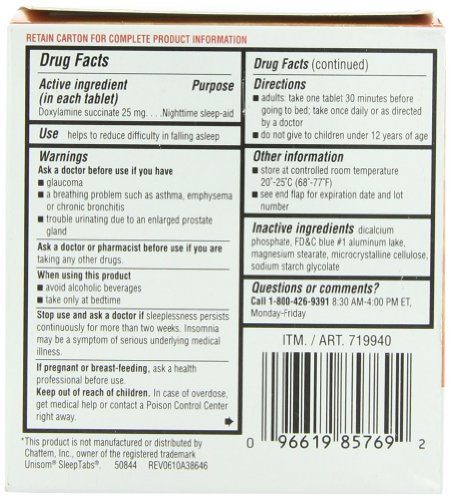 RETAIN CARTON FOR COMPLETE PRODUCT INFORMATION
Drug Facts
Active ingredient Purpose
(in each tablet)
Doxylamine succinate 25 mg. . . . Nighttime sleep-aid
Use helps to reduce difficulty in falling asleep
Warnings
Ask a doctor before use if you have
■ glaucoma
■ a breathing problem such as asthma, emphysema
or chronic bronchitis
■ trouble urinating due to an enlarged prostate
gland
Ask a doctor or pharmacist before use if you are
taking any other drugs.
When using this product
■ avoid alcoholic beverages
■ take only at bedtime
Stop use and ask a doctor if sleeplessness persists
continuously for more than two weeks. Insomnia
may be a symptom of serious underlying medical
illness.
If pregnant or breast-feeding, ask a health
professional before use.
Keep out of reach of children. In case of overdose,
get medical help or contact a Poison Control Center
right away.
*This product is not manufactured or distributed by
Chattem, Inc., owner of the registered trademark
Unisom® SleepTabs®. 50844 REV0610A38646
Drug Facts (continued)
Directions
■ adults: take one tablet 30 minutes before
going to bed; take once daily or as directed
by a doctor
■ do not give to children under 12 years of age
Other information
■ store at controlled room temperature
20°-25°C (68°-77°F)
■ see end flap for expiration date and lot
number
Inactive ingredients dicalcium
phosphate, FD&C blue #1 aluminum lake,
magnesium stearate, microcrystalline cellulose,
sodium starch glycolate
Questions or comments?
Call 1-800-426-9391 8:30 AM-4:00 PM ET,
Monday-Friday
ITM. / ART. 719940
0 96619 85769 2